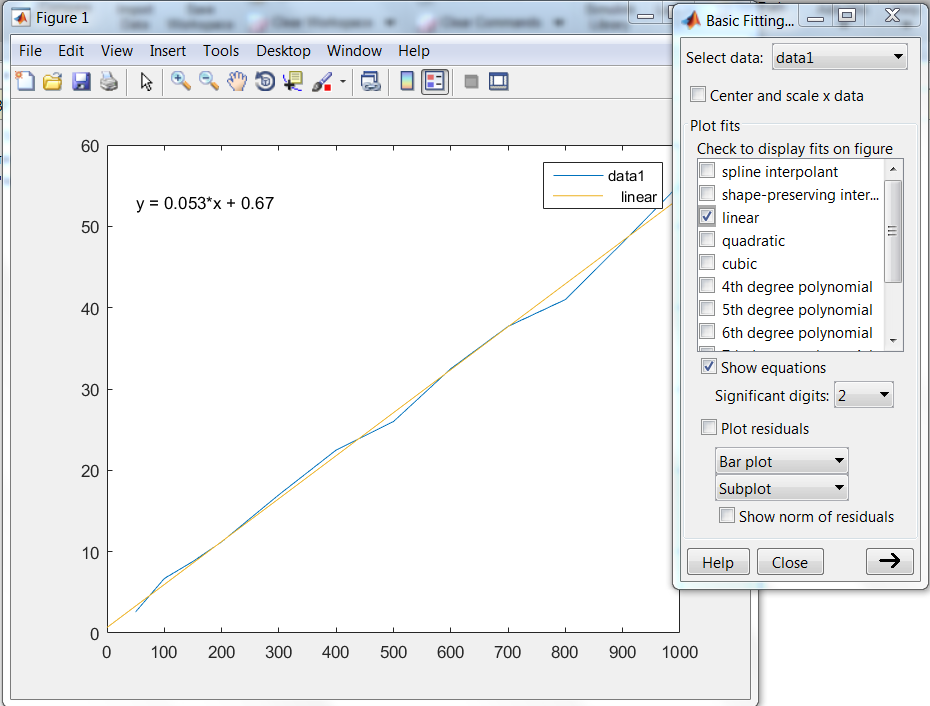 Figure 1
File Edit View Insert Tools Desktop Window Help
60
50
40
30
20
10
0
y = 0.053*x + 0.67
data1
linear
0 100 200 300 400 500 600 700 800 900 1000
Basic Fitting...
Select data: data1
Center and scale x data
Plot fits
Check to display fits on figure
spline interpolant
shape-preserving inter...
linear
quadratic
cubic
4th degree polynomial
5th degree polynomial
6th degree polynomial
Show equations
Significant digits: 2
Plot residuals
Bar plot
Subplot
Show norm of residuals
Help Close